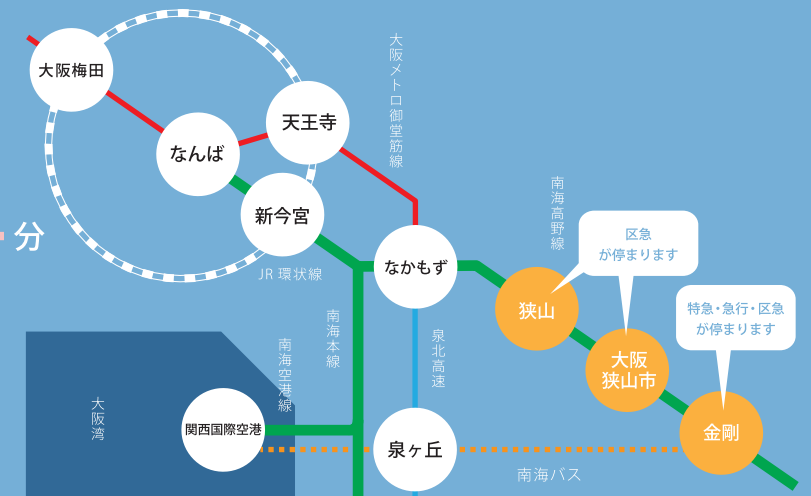 大阪梅田
なんば
天王寺
新今宮
大阪メトロ御堂筋線
分
JR環状線
なかもず
南海高野線
区急
が停まります
特急・急行・区急
が停まります
狭山
大阪
狭山市
金剛
南海本線
南海空港線
泉北高速
大阪湾
関西国際空港
泉ヶ丘
南海バス